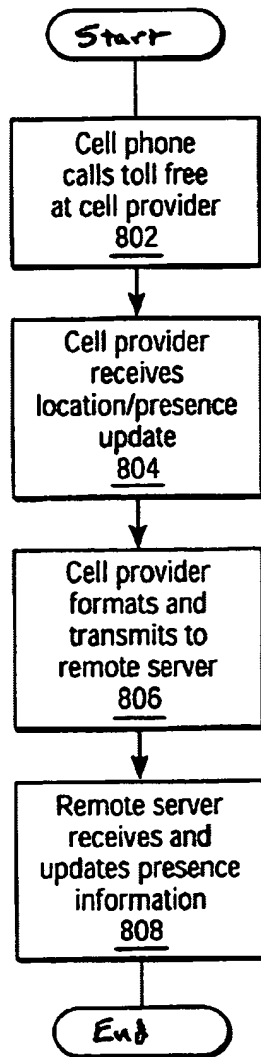 Start
Cell phone
calls toll free
at cell provider
802
Cell provider
receives
location/presence
update
804
Cell provider
formats and
transmits to
remote server
806
Remote server
receives and
updates presence
information
808
End